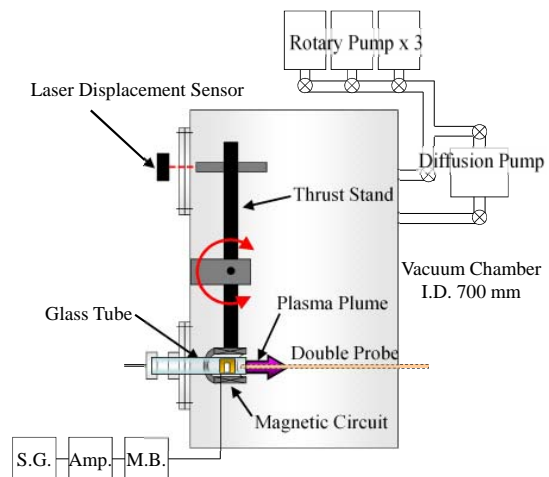 Rotary Pump x 3
Laser Displacement Sensor
Diffusion Pump
Thrust Stand
Vacuum Chamber
I.D. 700 mm
Glass Tube
Plasma Plume
Double Probe
Magnetic Circuit
S.G.
Amp.
M.B.